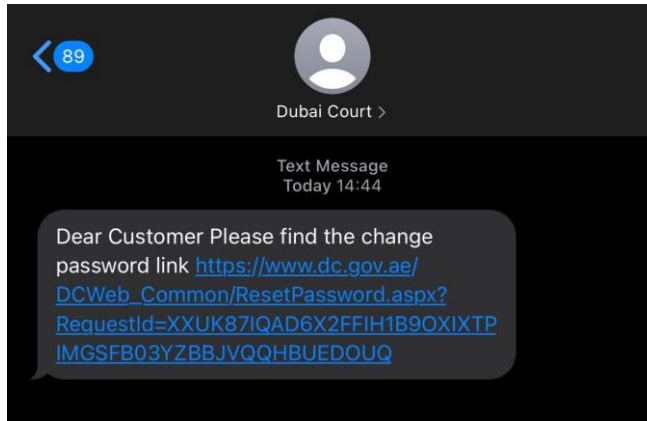 89
Dubai Court >
Text Message
Today 14:44
Dear Customer Please find the change
password link https://www.dc.gov.ae/
DCWeb_Common/ResetPassword.aspx?
RequestId=XXUK87IQAD6X2FFIH1B9OXIXTP
IMGSFB03YZBBJVQQHBUEDOUQ